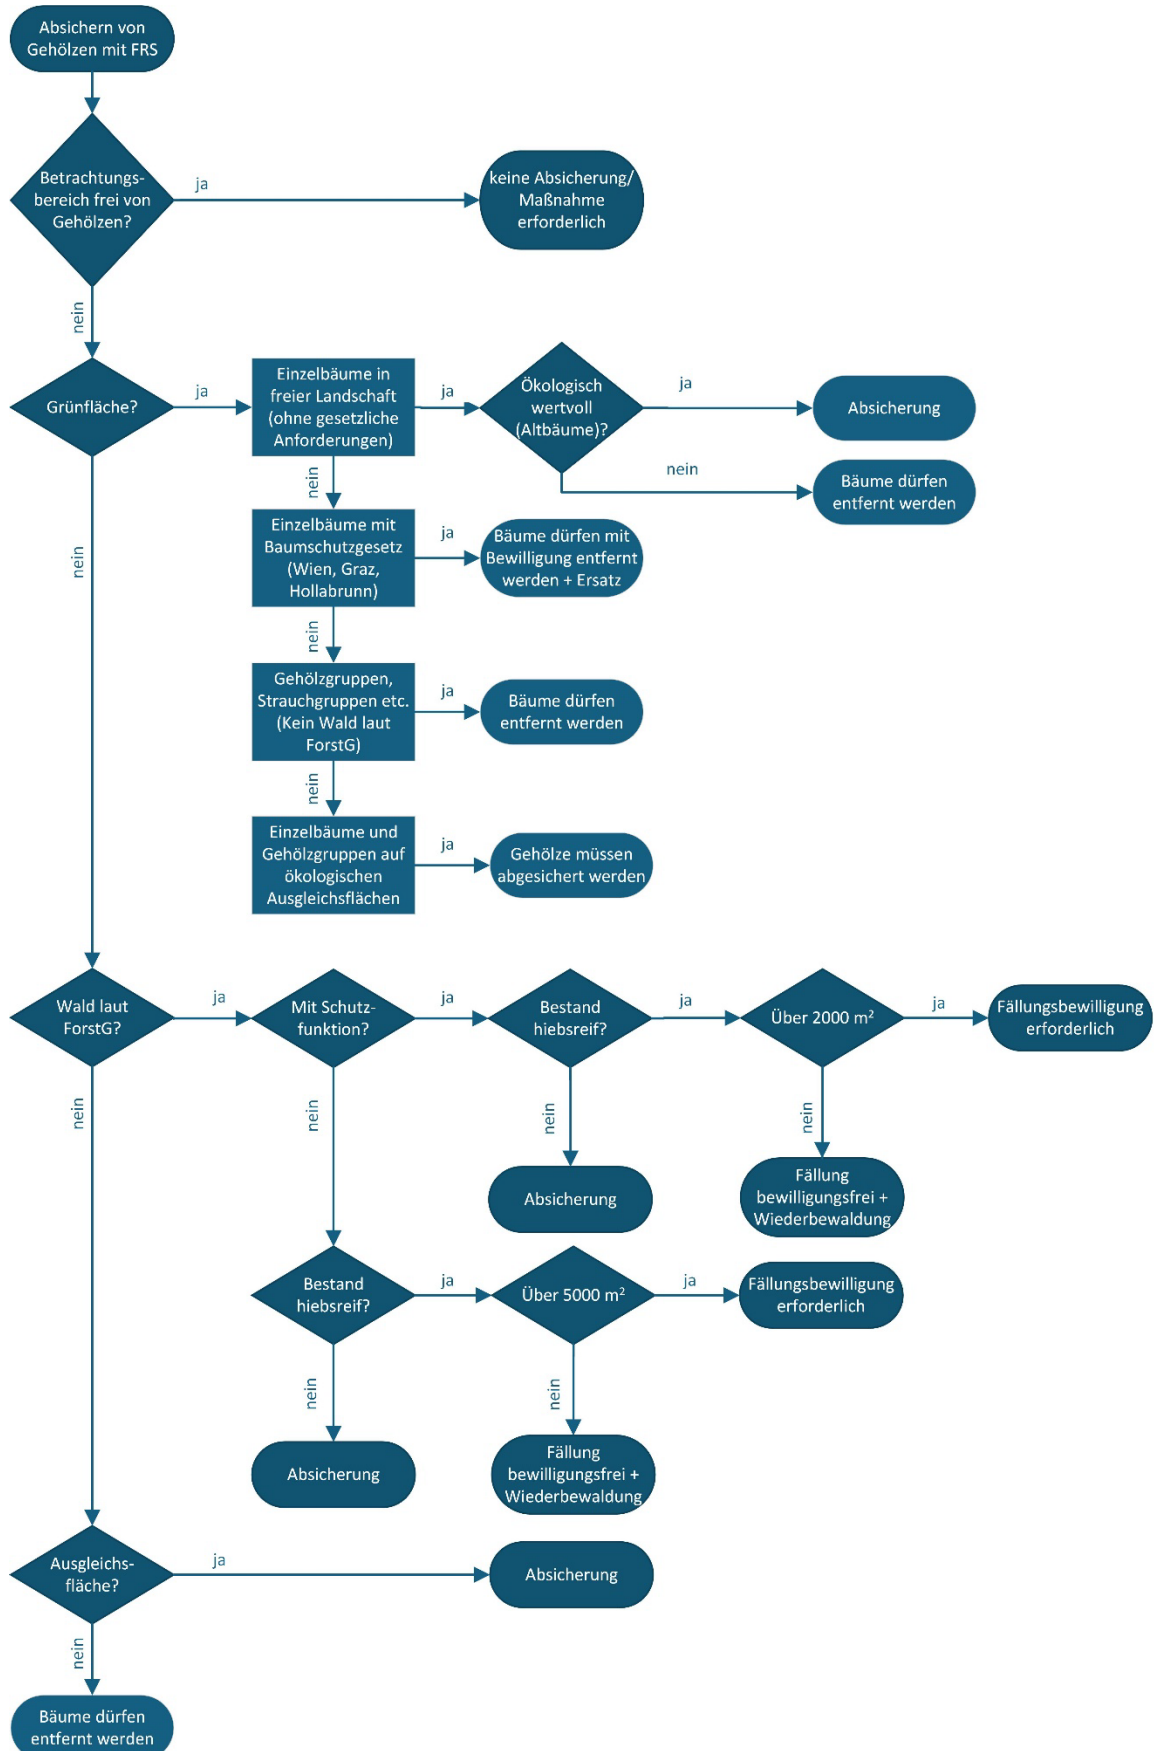 Absichern von
Gehölzen mit FRS
Betrachtungs-
bereich frei von
Gehölzen?
ja
keine Absicherung/
Maßnahme
erforderlich
nein
Grünfläche?
ja
Einzelbäume in
freier Landschaft
(ohne gesetzliche
Anforderungen)
ja
Ökologisch
wertvoll
(Altbäume)?
ja
Absicherung
nein
Bäume dürfen
entfernt werden
nein
Einzelbäume mit
Baumschutzgesetz
(Wien, Graz,
Hollabrunn)
ja
Bäume dürfen mit
Bewilligung entfernt
werden + Ersatz
nein
nein
Gehölzgruppen,
Strauchgruppen etc.
(Kein Wald laut
ForstG)
ja
Bäume dürfen
entfernt werden
nein
Einzelbäume und
Gehölzgruppen auf
ökologischen
Ausgleichsflächen
ja
Gehölze müssen
abgesichert werden
Wald laut
ForstG?
ja
Mit Schutz-
funktion?
ja
Bestand
hiebsreif?
ja
Über 2000 m²
ja
Fällungsbewilligung
erforderlich
nein
nein
nein
nein
Absicherung
Fällung
bewilligungsfrei +
Wiederbewaldung
Bestand
hiebsreif?
ja
Über 5000 m²
ja
Fällungsbewilligung
erforderlich
nein
nein
Absicherung
Fällung
bewilligungsfrei +
Wiederbewaldung
Ausgleichs-
fläche?
ja
Absicherung
nein
Bäume dürfen
entfernt werden